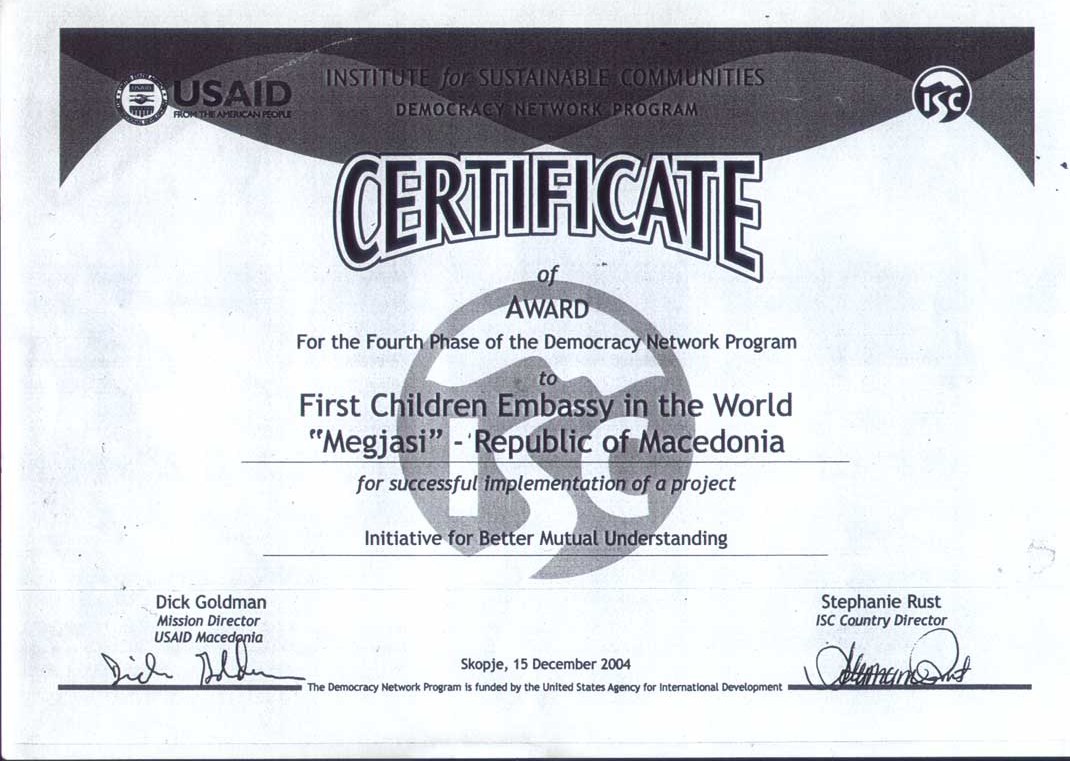 USAID
FROM THE AMERICAN PEOPLE
INSTITUTE for SUSTAINABLE COMMUNITIES
DEMOCRACY NETWORK PROGRAM
ISC
CERTIFICATE
of
AWARD
For the Fourth Phase of the Democracy Network Program
to
First Children Embassy in the World
“Megjasi” - Republic of Macedonia
for successful implementation of a project
Initiative for Better Mutual Understanding
ISC
Dick Goldman
Mission Director
USAID Macedonia
Stephanie Rust
ISC Country Director
Skopje, 15 December 2004
The Democracy Network Program is funded by the United States Agency for International Development